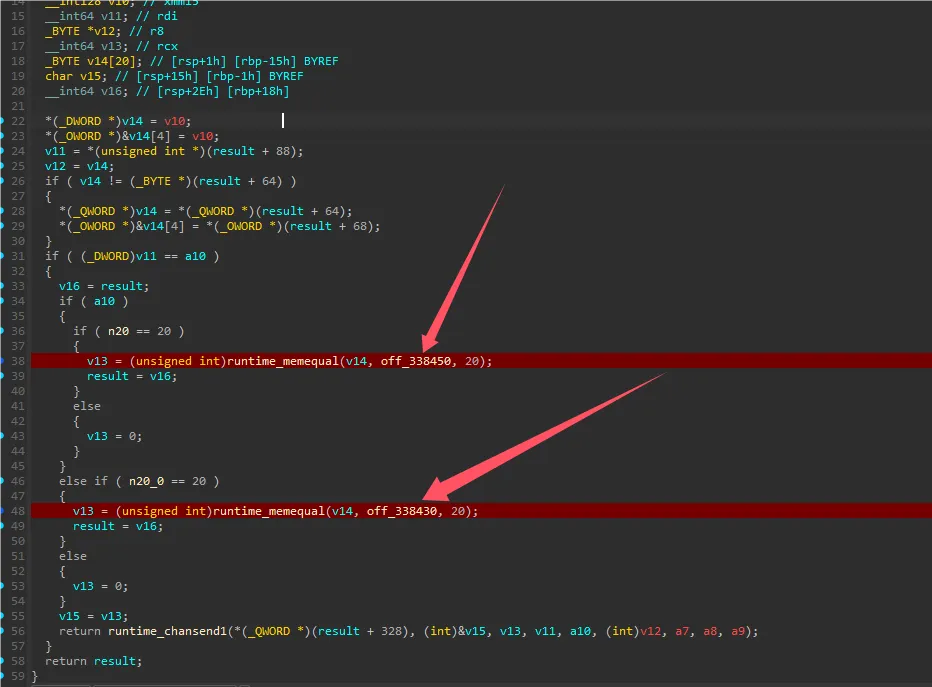 14 __int128 v10; // xmm15
15 __int64 v11; // rdi
16 _BYTE *v12; // r8
17 __int64 v13; // rcx
18 _BYTE v14[20]; // [rsp+1h] [rbp-15h] BYREF
19 char v15; // [rsp+15h] [rbp-1h] BYREF
20 __int64 v16; // [rsp+2Eh] [rbp+18h]
21
22 *(_DWORD *)v14 = v10;
23 *(_OWORD *)&v14[4] = v10;
24 v11 = *(unsigned int *)(result + 88);
25 v12 = v14;
26 if ( v14 != (_BYTE *)(result + 64) )
27 {
28 *(_QWORD *)v14 = *(_QWORD *)(result + 64);
29 *(_OWORD *)&v14[4] = *(_OWORD *)(result + 68);
30 }
31 if ( (_DWORD)v11 == a10 )
32 {
33 v16 = result;
34 if ( a10 )
35 {
36 if ( n20 == 20 )
37 {
38 v13 = (unsigned int)runtime_memequal(v14, off_338450, 20);
39 result = v16;
40 }
41 else
42 {
43 v13 = 0;
44 }
45 }
46 else if ( n20_0 == 20 )
47 {
48 v13 = (unsigned int)runtime_memequal(v14, off_338430, 20);
49 result = v16;
50 }
51 else
52 {
53 v13 = 0;
54 }
55 v15 = v13;
56 return runtime_chansend1(*(_QWORD *)(result + 328), (int)&v15, v13, v11, a10, (int)v12, a7, a8, a9);
57 }
58 return result;
59 }